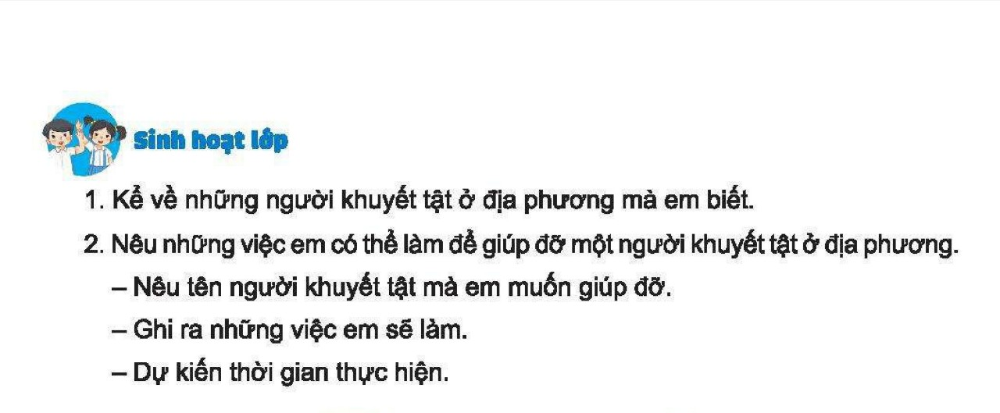 Sinh hoạt lớp
1. Kể về những người khuyết tật ở địa phương mà em biết.
2. Nêu những việc em có thể làm để giúp đỡ một người khuyết tật ở địa phương.
– Nêu tên người khuyết tật mà em muốn giúp đỡ.
– Ghi ra những việc em sẽ làm.
– Dự kiến thời gian thực hiện.